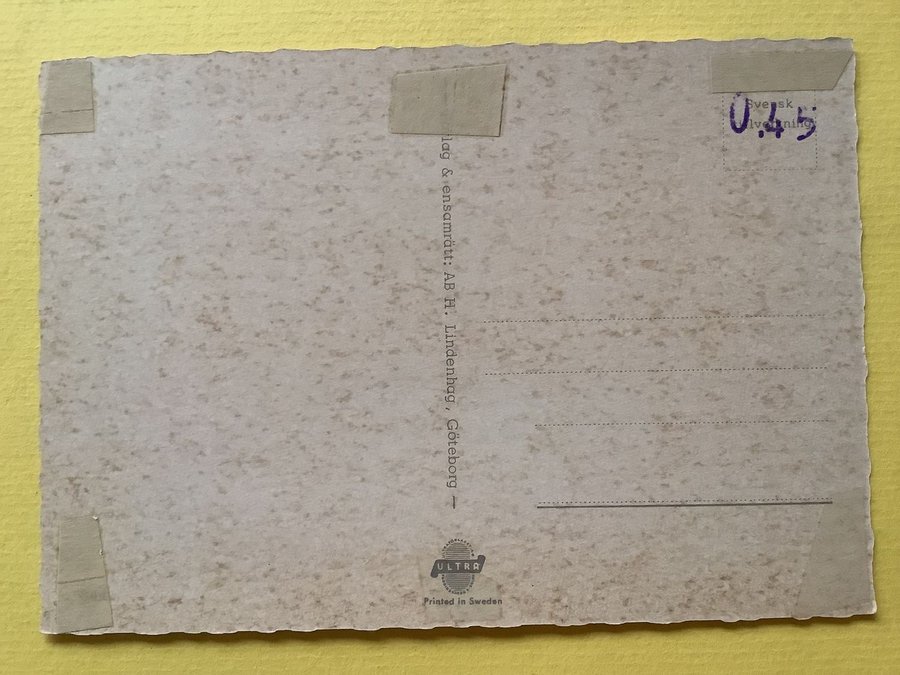 Svensk
0.45
lag & ensamrätt: AB H. Lindenhag, Göteborg —
ULTRA
Printed in Sweden